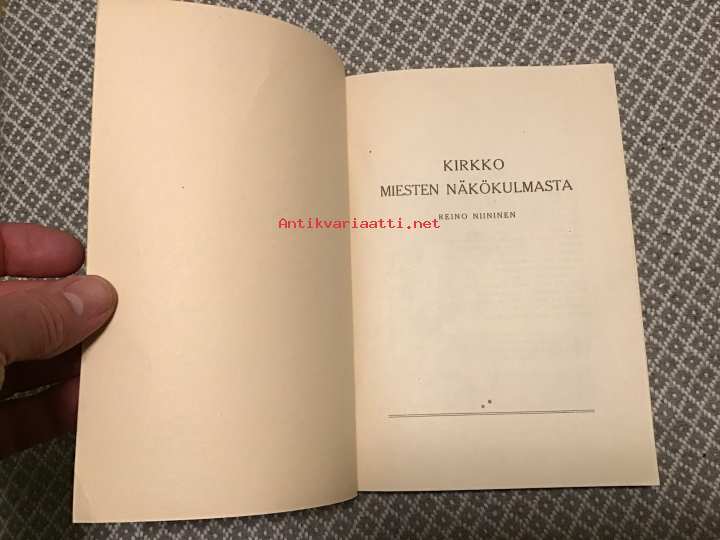 KIRKKO
MIESTEN NÄKÖKULMASTA
REINO NIININEN
Antikvariaatti.net